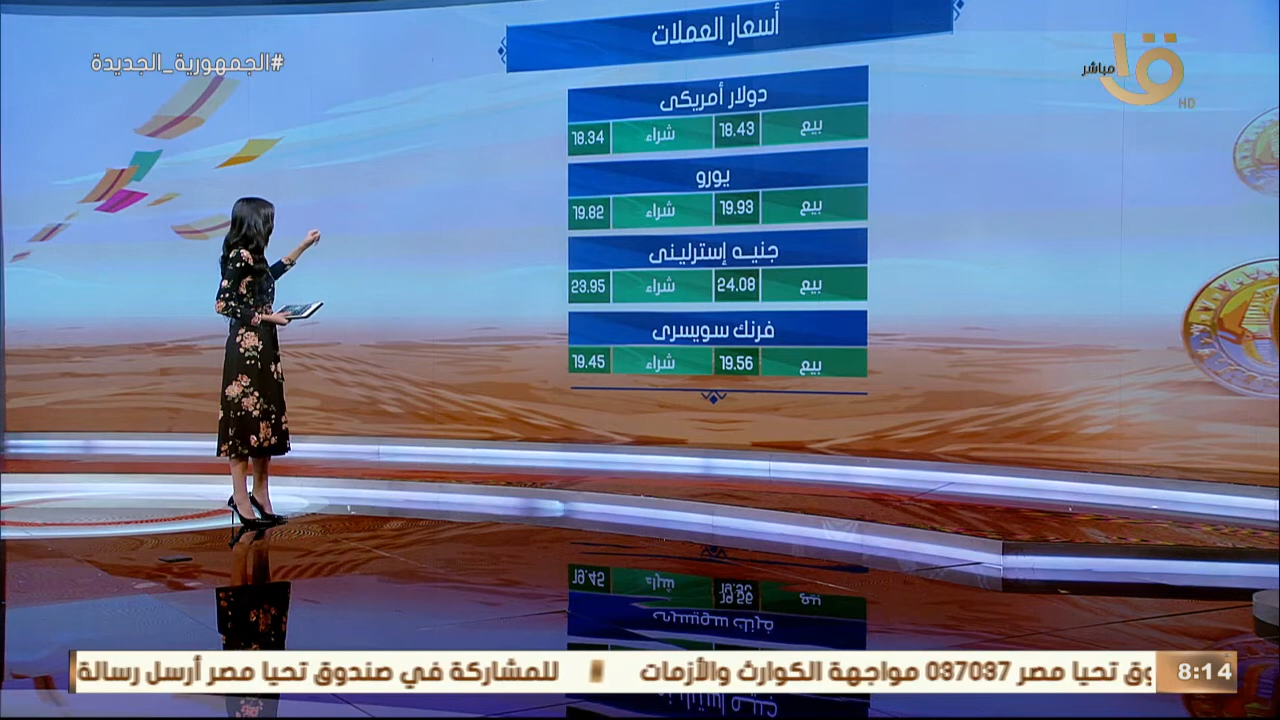 أسعار العملات
#الجمهورية_الجديدة
مباشر
HD
دولار أمريكى
بيع 18.43 شراء 18.34
يورو
بيع 19.93 شراء 19.82
جنيه إسترلينى
بيع 24.08 شراء 23.95
فرنك سويسرى
بيع 19.56 شراء 19.45
وق تحيا مصر 037037 مواجهة الكوارث والأزمات للمشاركة في صندوق تحيا مصر أرسل رسالة
8:14